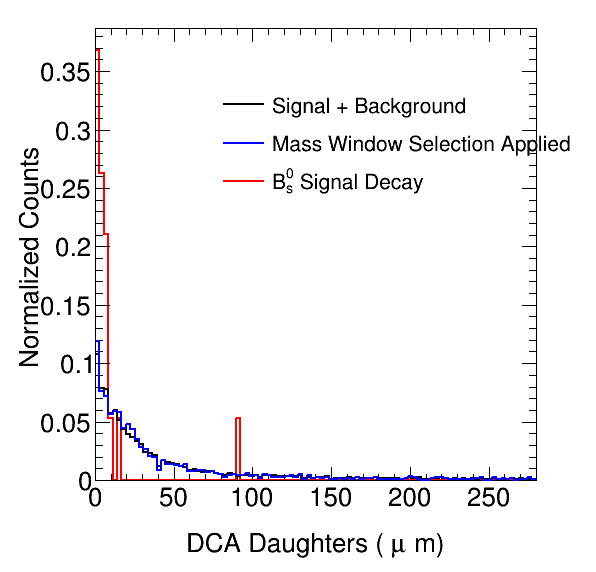 0.35
0.3
0.25
0.2
0.15
0.1
0.05
0
Normalized Counts
Signal + Background
Mass Window Selection Applied
B⁰ₛ Signal Decay
0 50 100 150 200 250
DCA Daughters ( μ m)